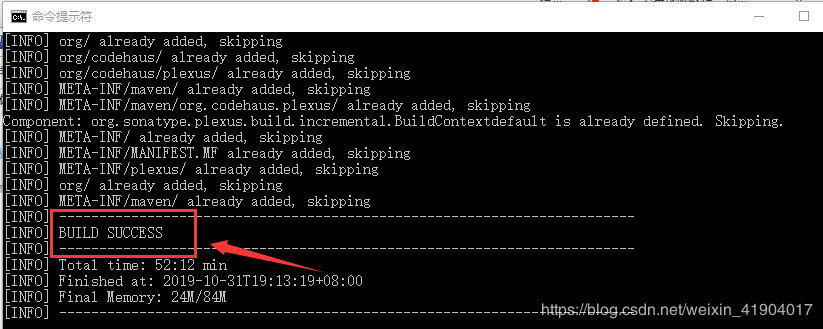 命令提示符
[INFO] org/ already added, skipping
[INFO] org/codehaus/ already added, skipping
[INFO] org/codehaus/plexus/ already added, skipping
[INFO] META-INF/maven/ already added, skipping
[INFO] META-INF/maven/org.codehaus.plexus/ already added, skipping
Component: org.sonatype.plexus.build.incremental.BuildContextdefault is already defined. Skipping.
[INFO] META-INF/ already added, skipping
[INFO] META-INF/MANIFEST.MF already added, skipping
[INFO] META-INF/plexus/ already added, skipping
[INFO] org/ already added, skipping
[INFO] META-INF/maven/ already added, skipping
[INFO] ------------------------------------------------------------------------
[INFO] BUILD SUCCESS
[INFO] ------------------------------------------------------------------------
[INFO] Total time: 52:12 min
[INFO] Finished at: 2019-10-31T19:13:19+08:00
[INFO] Final Memory: 24M/84M
[INFO] ------------------------------------------------------------------------
https://blog.csdn.net/weixin_41904017